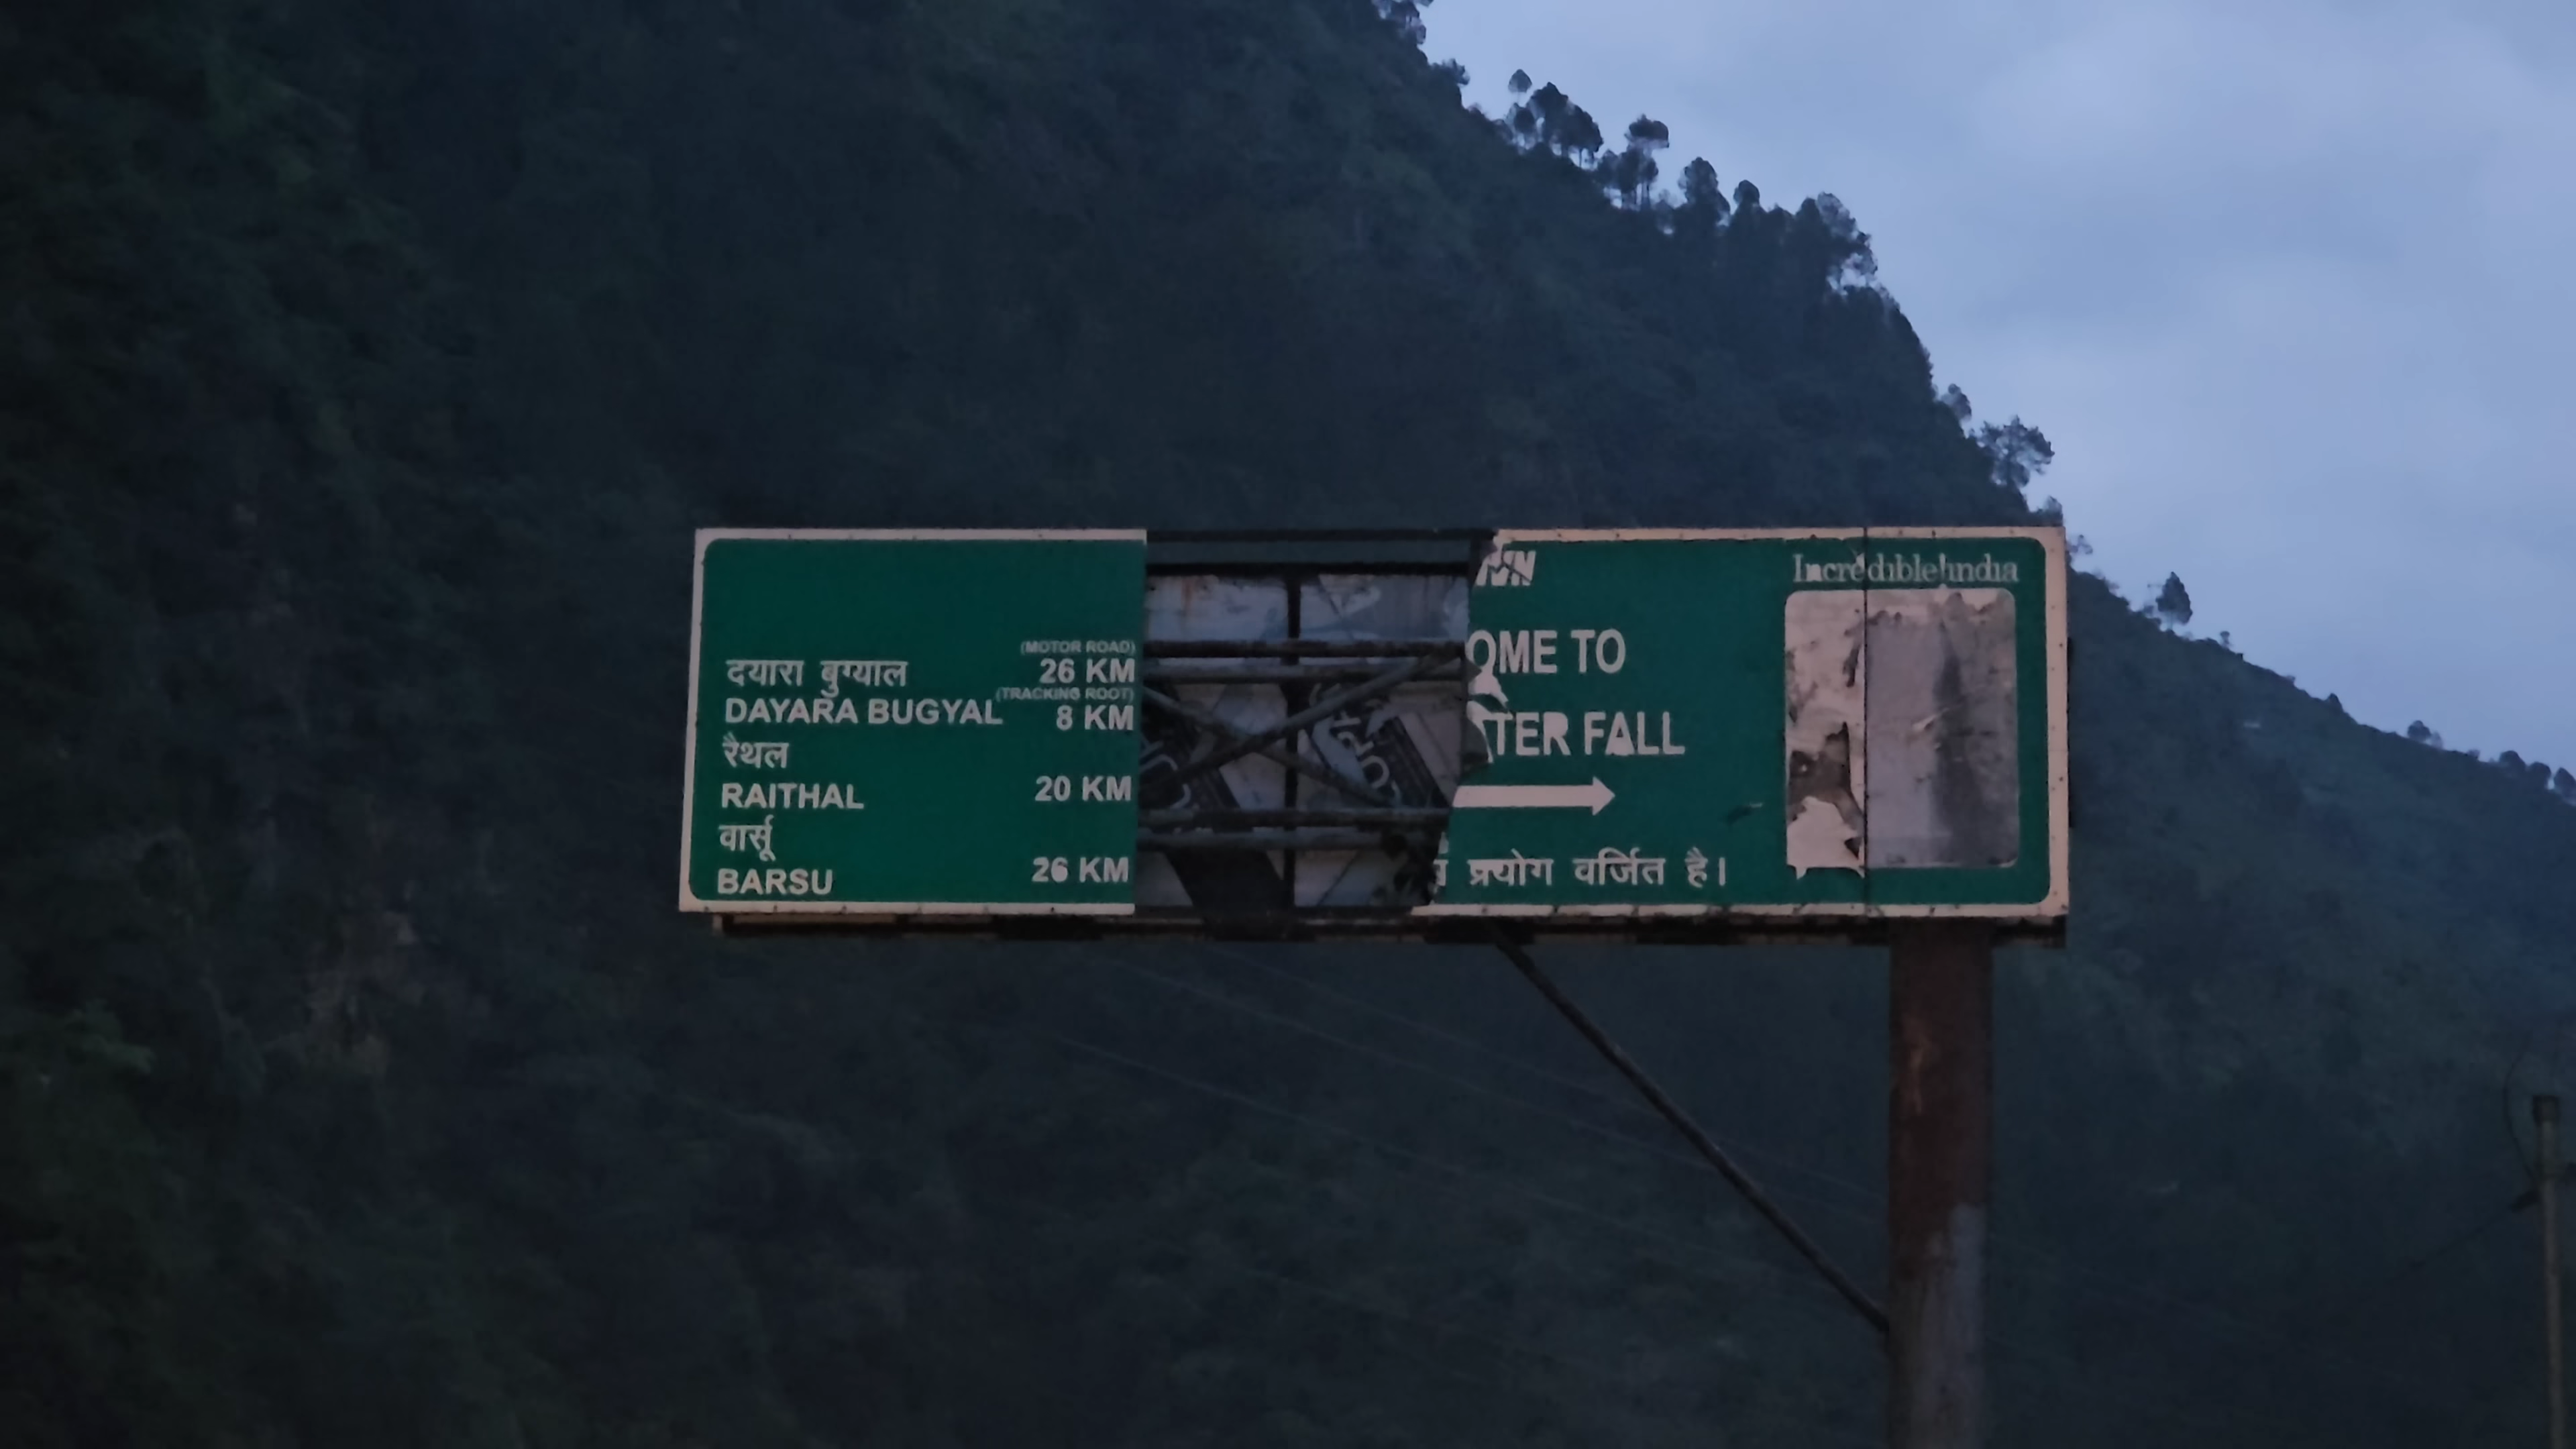 (MOTOR ROAD)
दयारा बुग्याल 26 KM
(TRACKING ROOT)
DAYARA BUGYAL 8 KM
रैथल
RAITHAL 20 KM
वार्सू
BARSU 26 KM
Incredible!ndia
OME TO
TER FALL
प्रयोग वर्जित है।